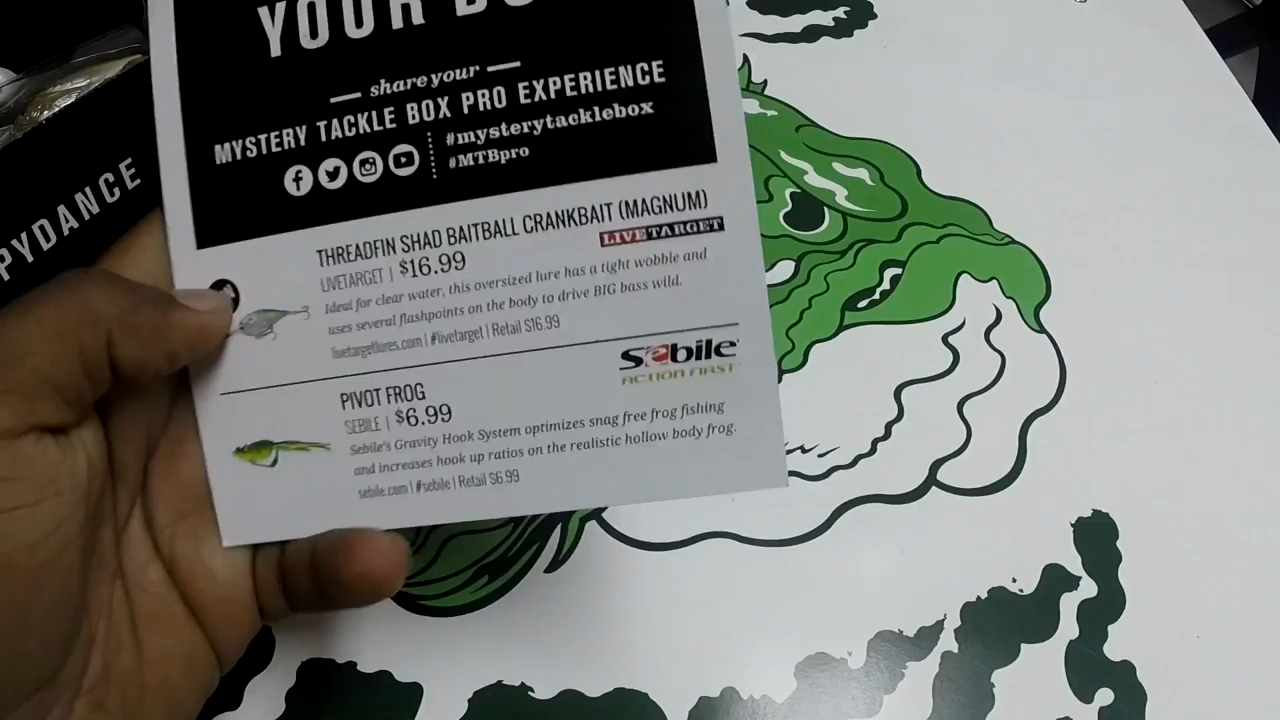 YOUR
share your
MYSTERY TACKLE BOX PRO EXPERIENCE
#mysterytacklebox
#MTBpro
THREADFIN SHAD BAITBALL CRANKBAIT (MAGNUM)
LIVETARGET | $16.99
LIVETARGET
Ideal for clear water, this oversized lure has a tight wobble and
uses several flashpoints on the body to drive BIG bass wild.
livetargetlures.com | #livetarget | Retail $16.99
PIVOT FROG
SEBILE | $6.99
Sebile
ACTION FIRST
Sebile's Gravity Hook System optimizes snag free frog fishing
and increases hook up ratios on the realistic hollow body frog.
sebile.com | #sebile | Retail $6.99
PYDANCE